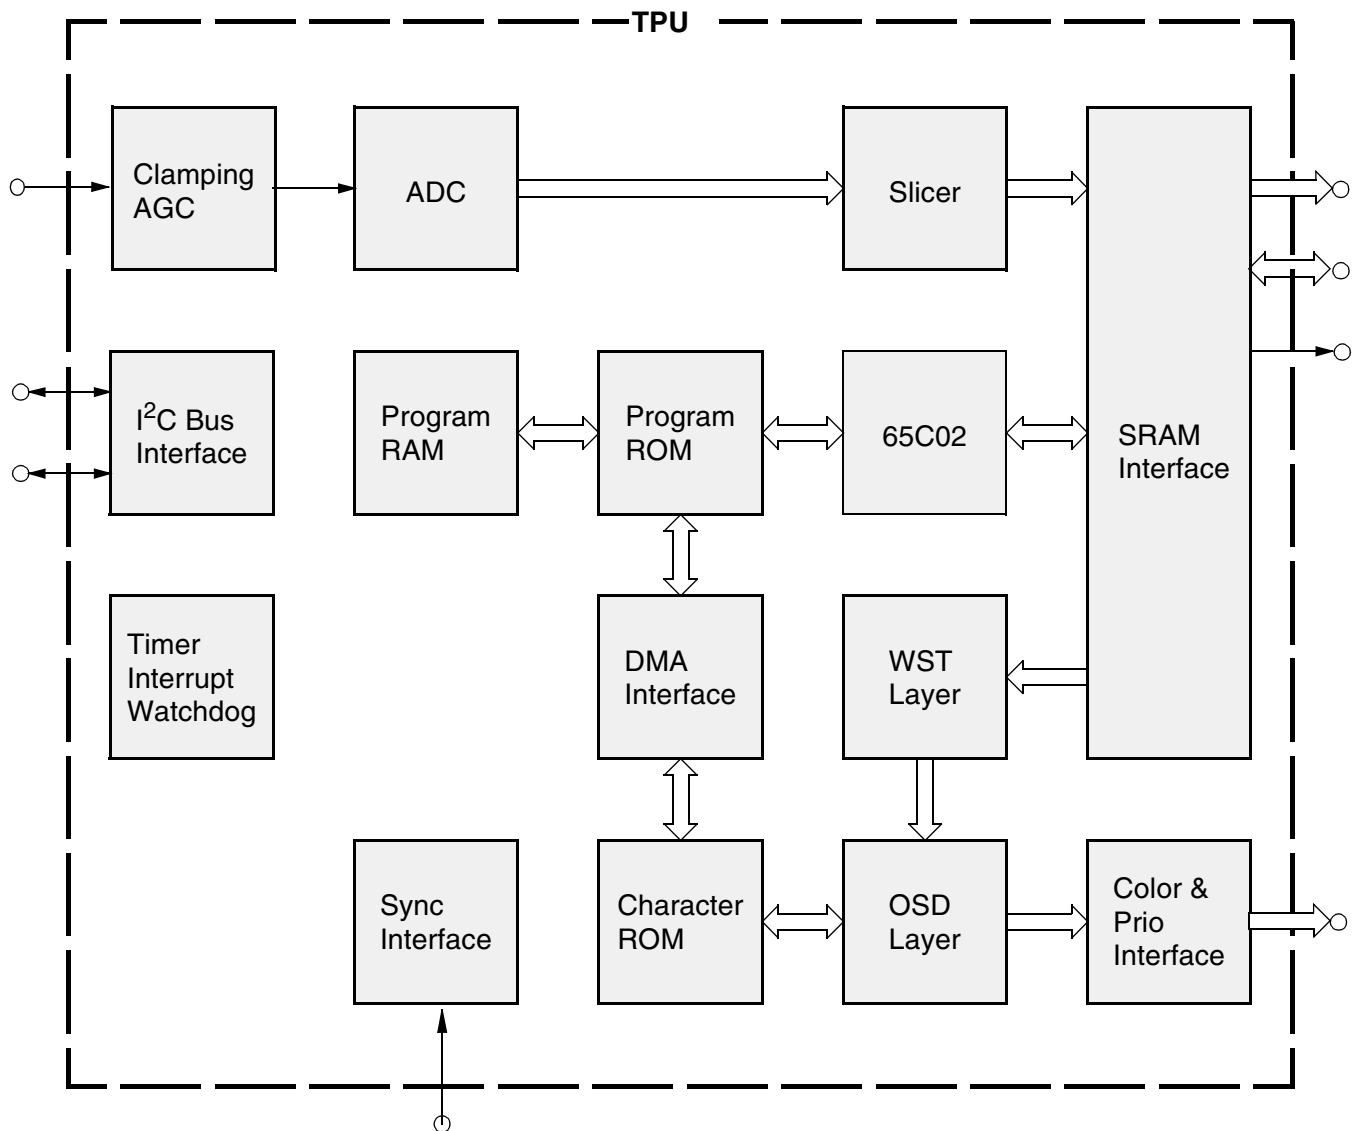 TPU
Clamping
AGC
ADC
Slicer
I²C Bus
Interface
Program
RAM
Program
ROM
65C02
SRAM
Interface
Timer
Interrupt
Watchdog
DMA
Interface
WST
Layer
Sync
Interface
Character
ROM
OSD
Layer
Color &
Prio
Interface